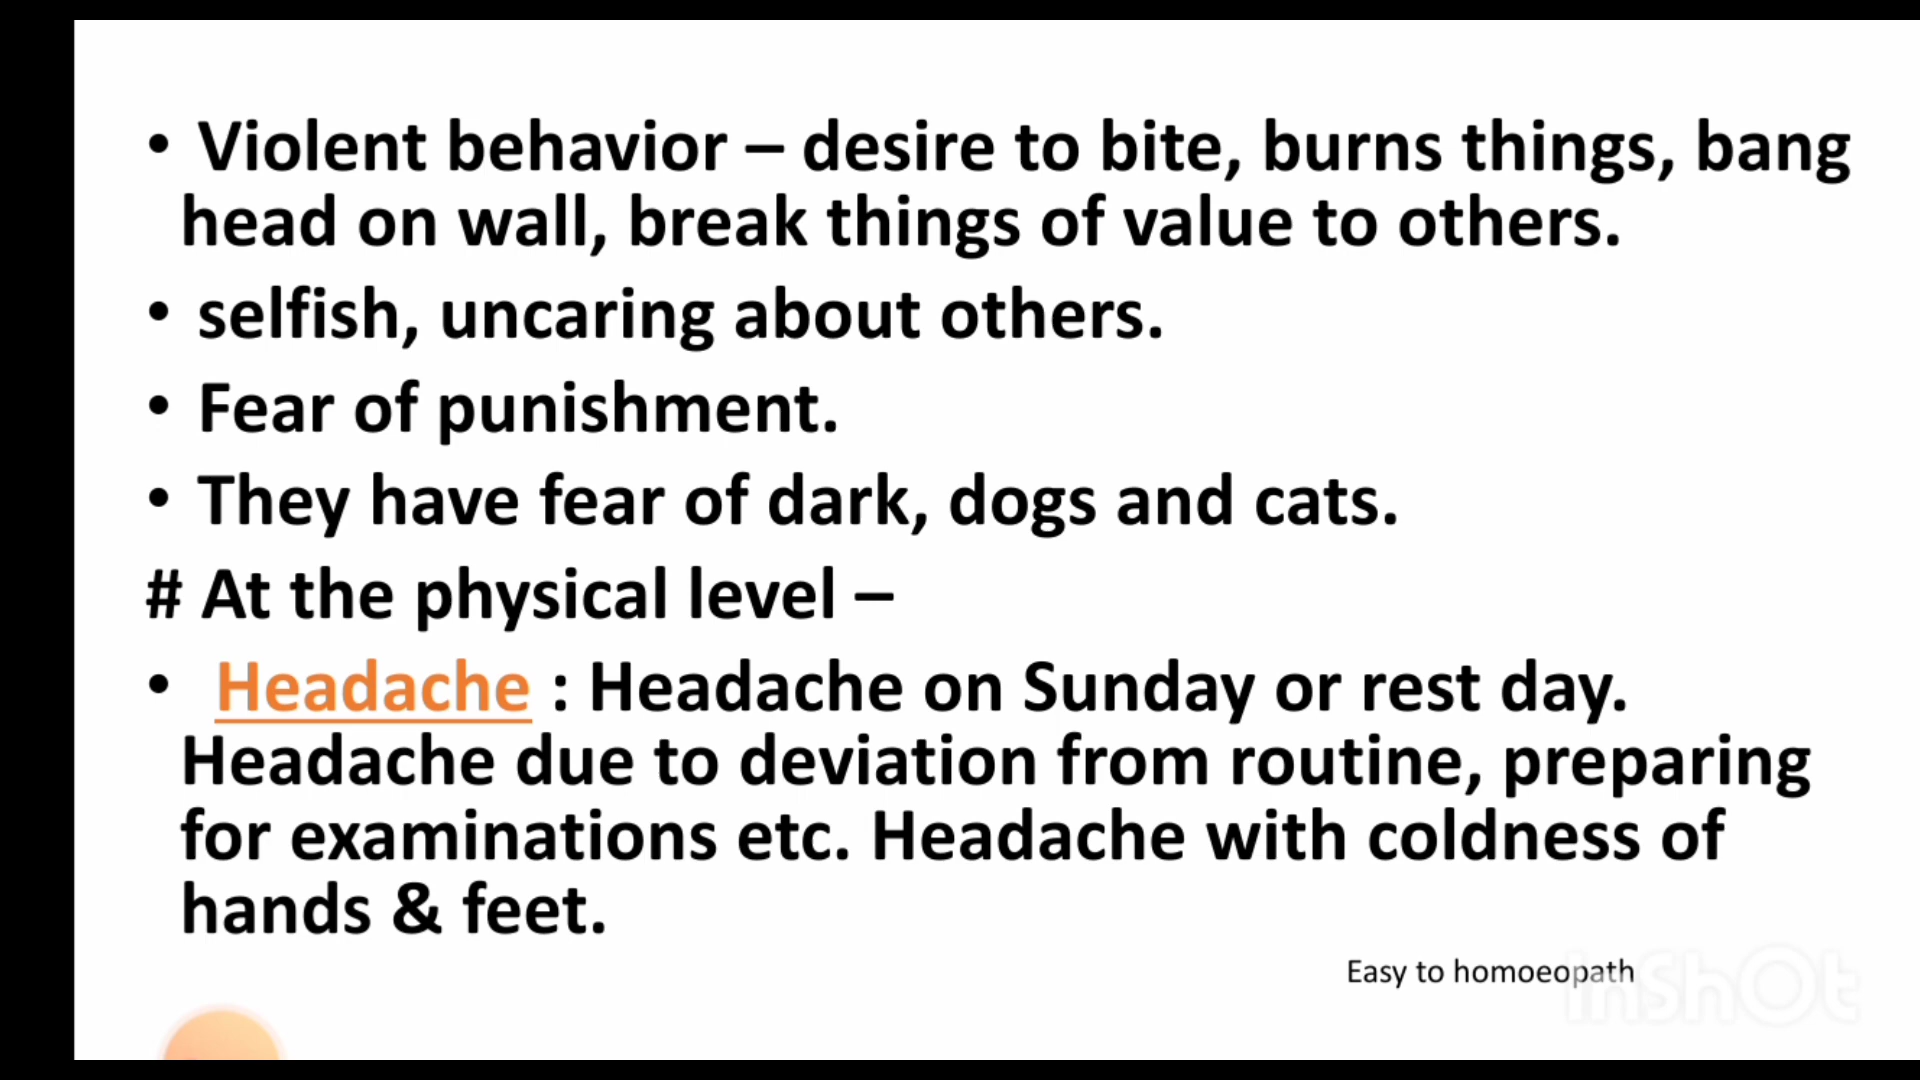 • Violent behavior – desire to bite, burns things, bang
head on wall, break things of value to others.
• selfish, uncaring about others.
• Fear of punishment.
• They have fear of dark, dogs and cats.
# At the physical level –
• Headache : Headache on Sunday or rest day.
Headache due to deviation from routine, preparing
for examinations etc. Headache with coldness of
hands & feet.
Easy to homoeopath
InShOt